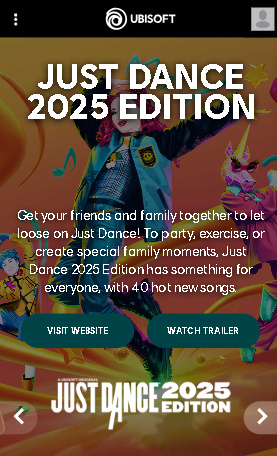 UBISOFT
JUST DANCE
2025 EDITION
Get your friends and family together to let
loose on Just Dance! To party, exercise, or
create special family moments, Just
Dance 2025 Edition has something for
everyone, with 40 hot new songs.
VISIT WEBSITE
WATCH TRAILER
A UBISOFT ORIGINAL
JUST DANCE 2025
EDITION